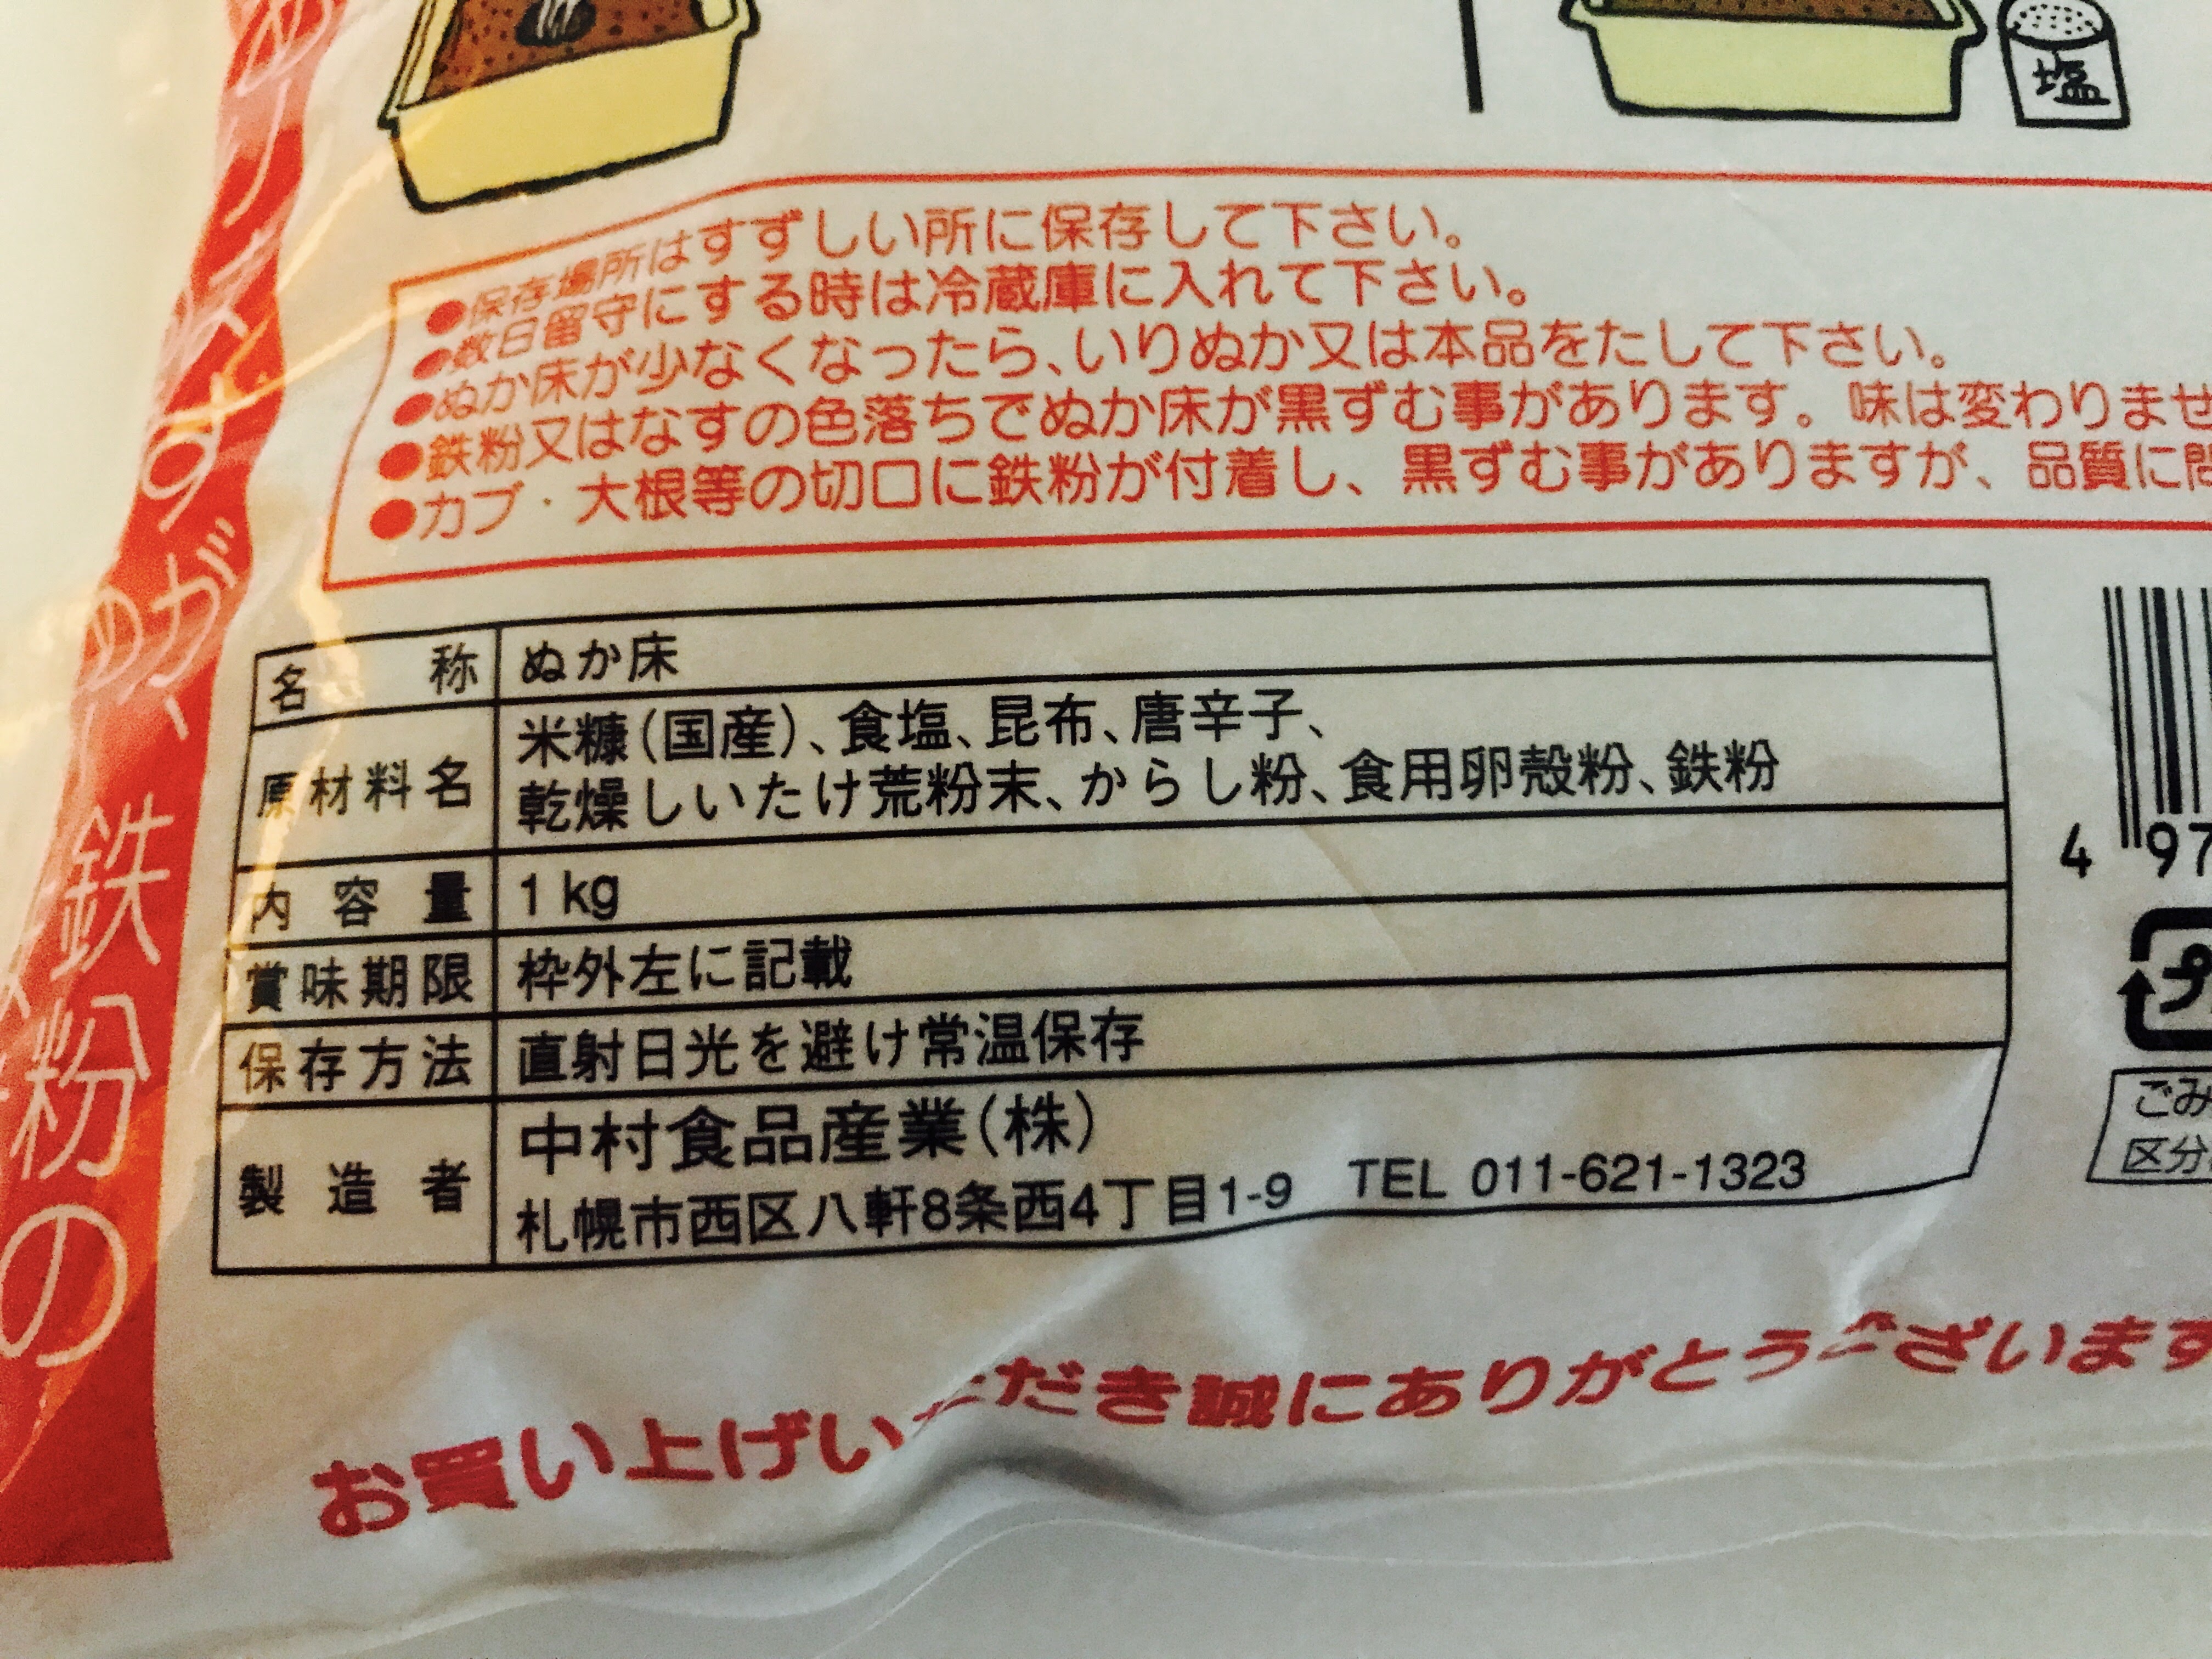 塩
●保存場所はすずしい所に保存して下さい。
●数日留守にする時は冷蔵庫に入れて下さい。
●ぬか床が少なくなったら、いりぬか又は本品をたして下さい。
●鉄粉又はなすの色落ちでぬか床が黒ずむ事があります。味は変わりませ
●カブ・大根等の切口に鉄粉が付着し、黒ずむ事がありますが、品質に問
名称 ぬか床
原材料名 米糠(国産)、食塩、昆布、唐辛子、
乾燥しいたけ荒粉末、からし粉、食用卵殻粉、鉄粉
内容量 1kg
賞味期限 枠外左に記載
保存方法 直射日光を避け常温保存
製造者 中村食品産業(株)
札幌市西区八軒8条西4丁目1-9 TEL 011-621-1323
4 97
プ
ごみ
区分
お買い上げいただき誠にありがとうございます
鉄粉の